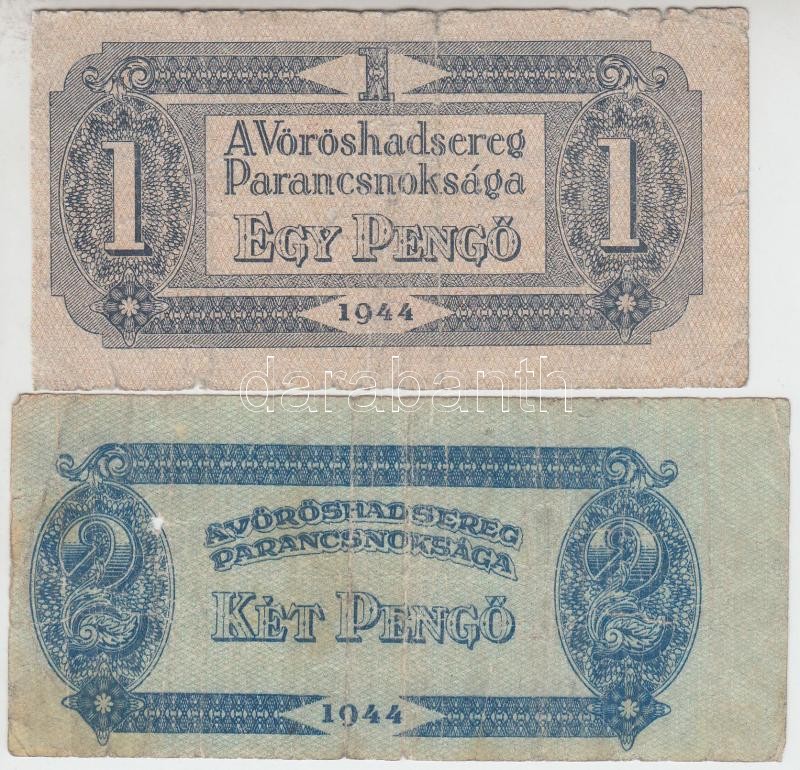 1
A Vöröshadsereg
Parancsnoksága
1 1
EGY PENGŐ
1944
darabanth
A VÖRÖSHADSEREG
PARANCSNOKSÁGA
2 2
KÉT PENGŐ
1944